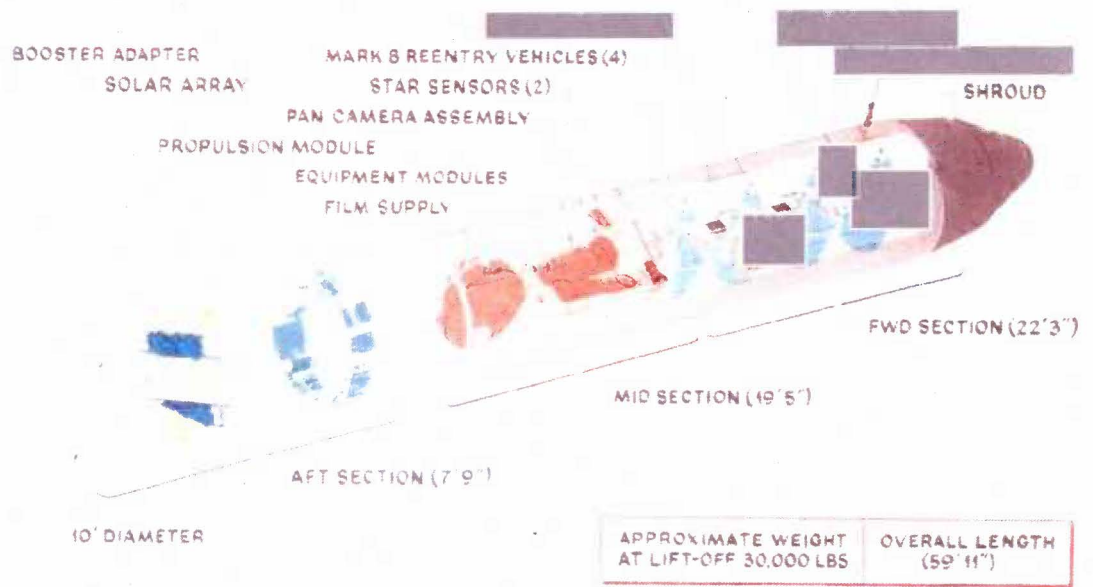 BOOSTER ADAPTER
SOLAR ARRAY
MARK 8 REENTRY VEHICLES (4)
STAR SENSORS (2)
PAN CAMERA ASSEMBLY
PROPULSION MODULE
EQUIPMENT MODULES
FILM SUPPLY
SHROUD
FWD SECTION (22'3")
MID SECTION (19'5")
AFT SECTION (7'9")
10' DIAMETER
APPROXIMATE WEIGHT
AT LIFT-OFF 30,000 LBS
OVERALL LENGTH
(59'11")